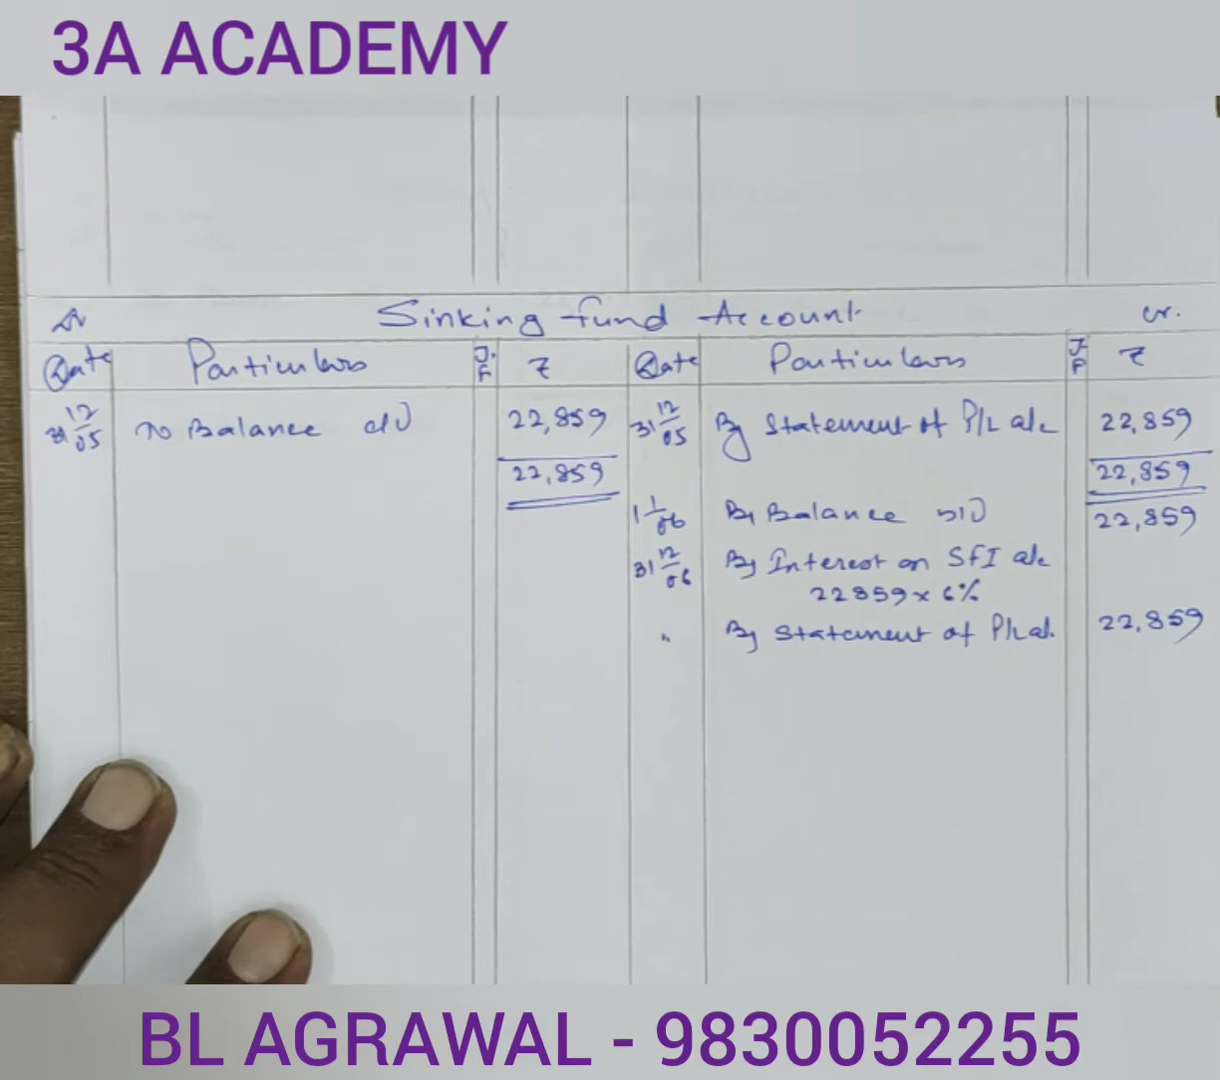 3A ACADEMY
Dr Sinking Fund Account cr.
Date Particulars J.F ₹ Date Particulars J.F ₹
31 12/05 To Balance c/d 22,859 31 12/05 By Statement of P/L a/c 22,859
22,859 22,859
1 1/06 By Balance b/d 22,859
31 12/06 By Interest on SFI a/c
22859 x 6%
" By Statement of P/L a/c. 22,859
BL AGRAWAL - 9830052255